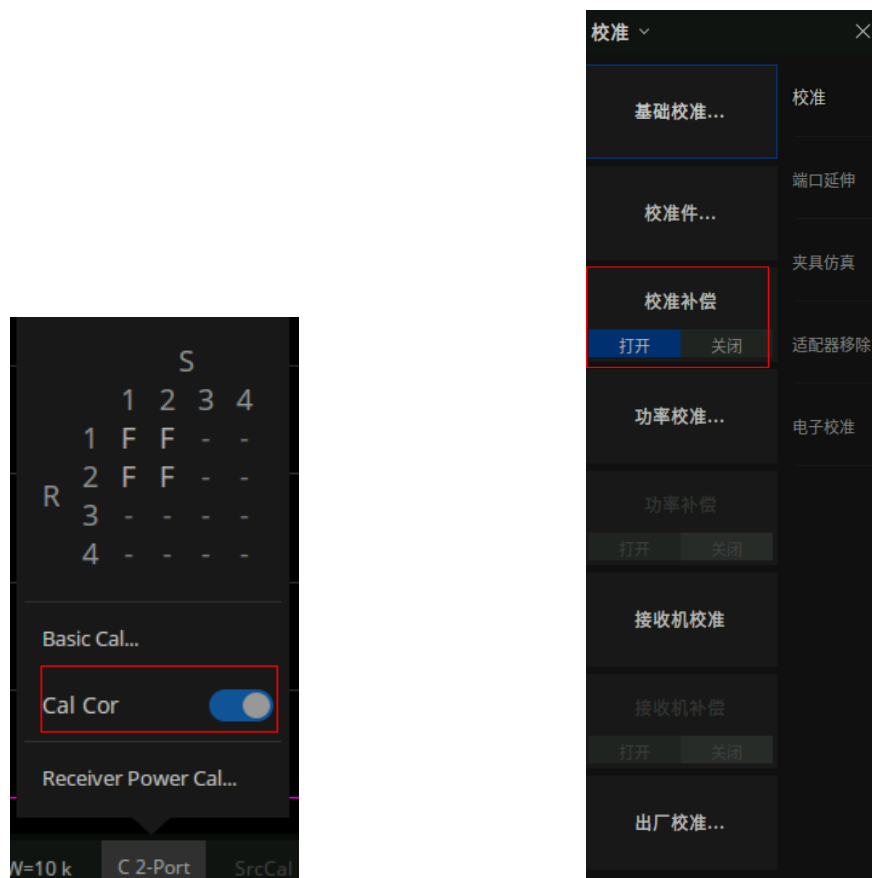 S
1 2 3 4
1 F F - -
2 F F - -
R
3 - - - -
4 - - - -
Basic Cal...
Cal Cor
Receiver Power Cal...
W=10 k
C 2-Port
SrcCal
校准
基础校准...
校准件...
校准补偿
打开 关闭
功率校准...
功率补偿
打开 关闭
接收机校准
接收机补偿
打开 关闭
出厂校准...
校准
端口延伸
夹具仿真
适配器移除
电子校准